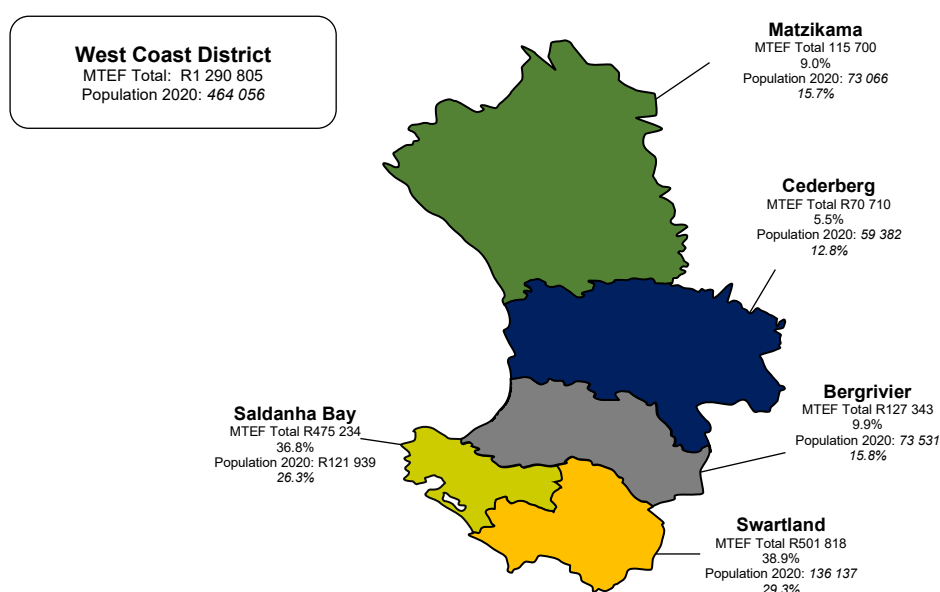 West Coast District
MTEF Total: R1 290 805
Population 2020: 464 056
Matzikama
MTEF Total 115 700
9.0%
Population 2020: 73 066
15.7%
Cederberg
MTEF Total R70 710
5.5%
Population 2020: 59 382
12.8%
Bergrivier
MTEF Total R127 343
9.9%
Population 2020: 73 531
15.8%
Saldanha Bay
MTEF Total R475 234
36.8%
Population 2020: R121 939
26.3%
Swartland
MTEF Total R501 818
38.9%
Population 2020: 136 137
29.3%